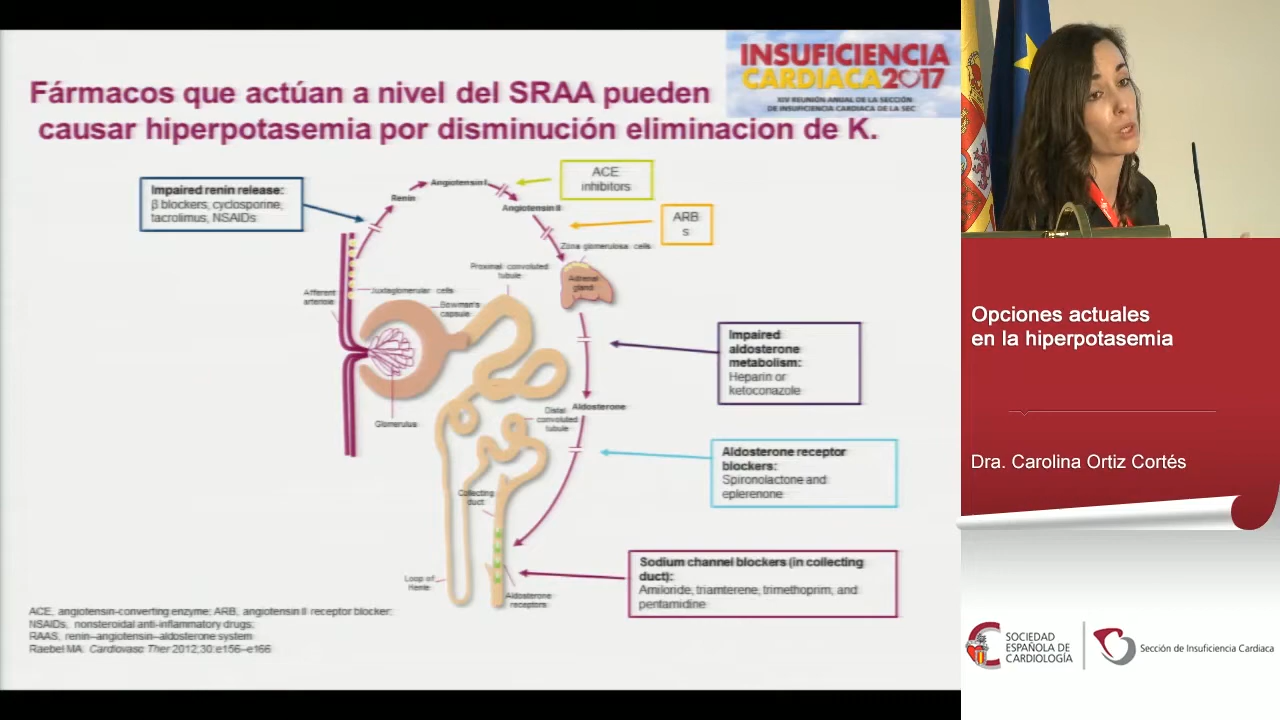 INSUFICIENCIA
CARDIACA2017
XIV REUNIÓN ANUAL DE LA SECCIÓN
DE INSUFICIENCIA CARDIACA DE LA SEC
Fármacos que actúan a nivel del SRAA pueden
causar hiperpotasemia por disminución eliminacion de K.
Impaired renin release:
β blockers, cyclosporine,
tacrolimus, NSAIDs
Renin
Angiotensin I
ACE
inhibitors
Angiotensin II
ARB
s
Zona glomerulosa cells
Proximal convoluted
tubule
Adrenal
gland
Afferent
arteriole
Juxtaglomerular cells
Bowman's
capsule
Impaired
aldosterone
metabolism:
Heparin or
ketoconazole
Glomerulus
Distal
convoluted
tubule
Aldosterone
Aldosterone receptor
blockers:
Spironolactone and
eplerenone
Collecting
duct
Sodium channel blockers (in collecting
duct):
Amiloride, triamterene, trimethoprim, and
pentamidine
Loop of
Henle
Aldosterone
receptors
ACE, angiotensin-converting enzyme; ARB, angiotensin II receptor blocker;
NSAIDs, nonsteroidal anti-inflammatory drugs;
RAAS, renin–angiotensin–aldosterone system
Raebel MA. Cardiovasc Ther 2012;30:e156–e166
Opciones actuales
en la hiperpotasemia
Dra. Carolina Ortiz Cortés
SOCIEDAD
ESPAÑOLA DE
CARDIOLOGÍA
Sección de Insuficiencia Cardiaca